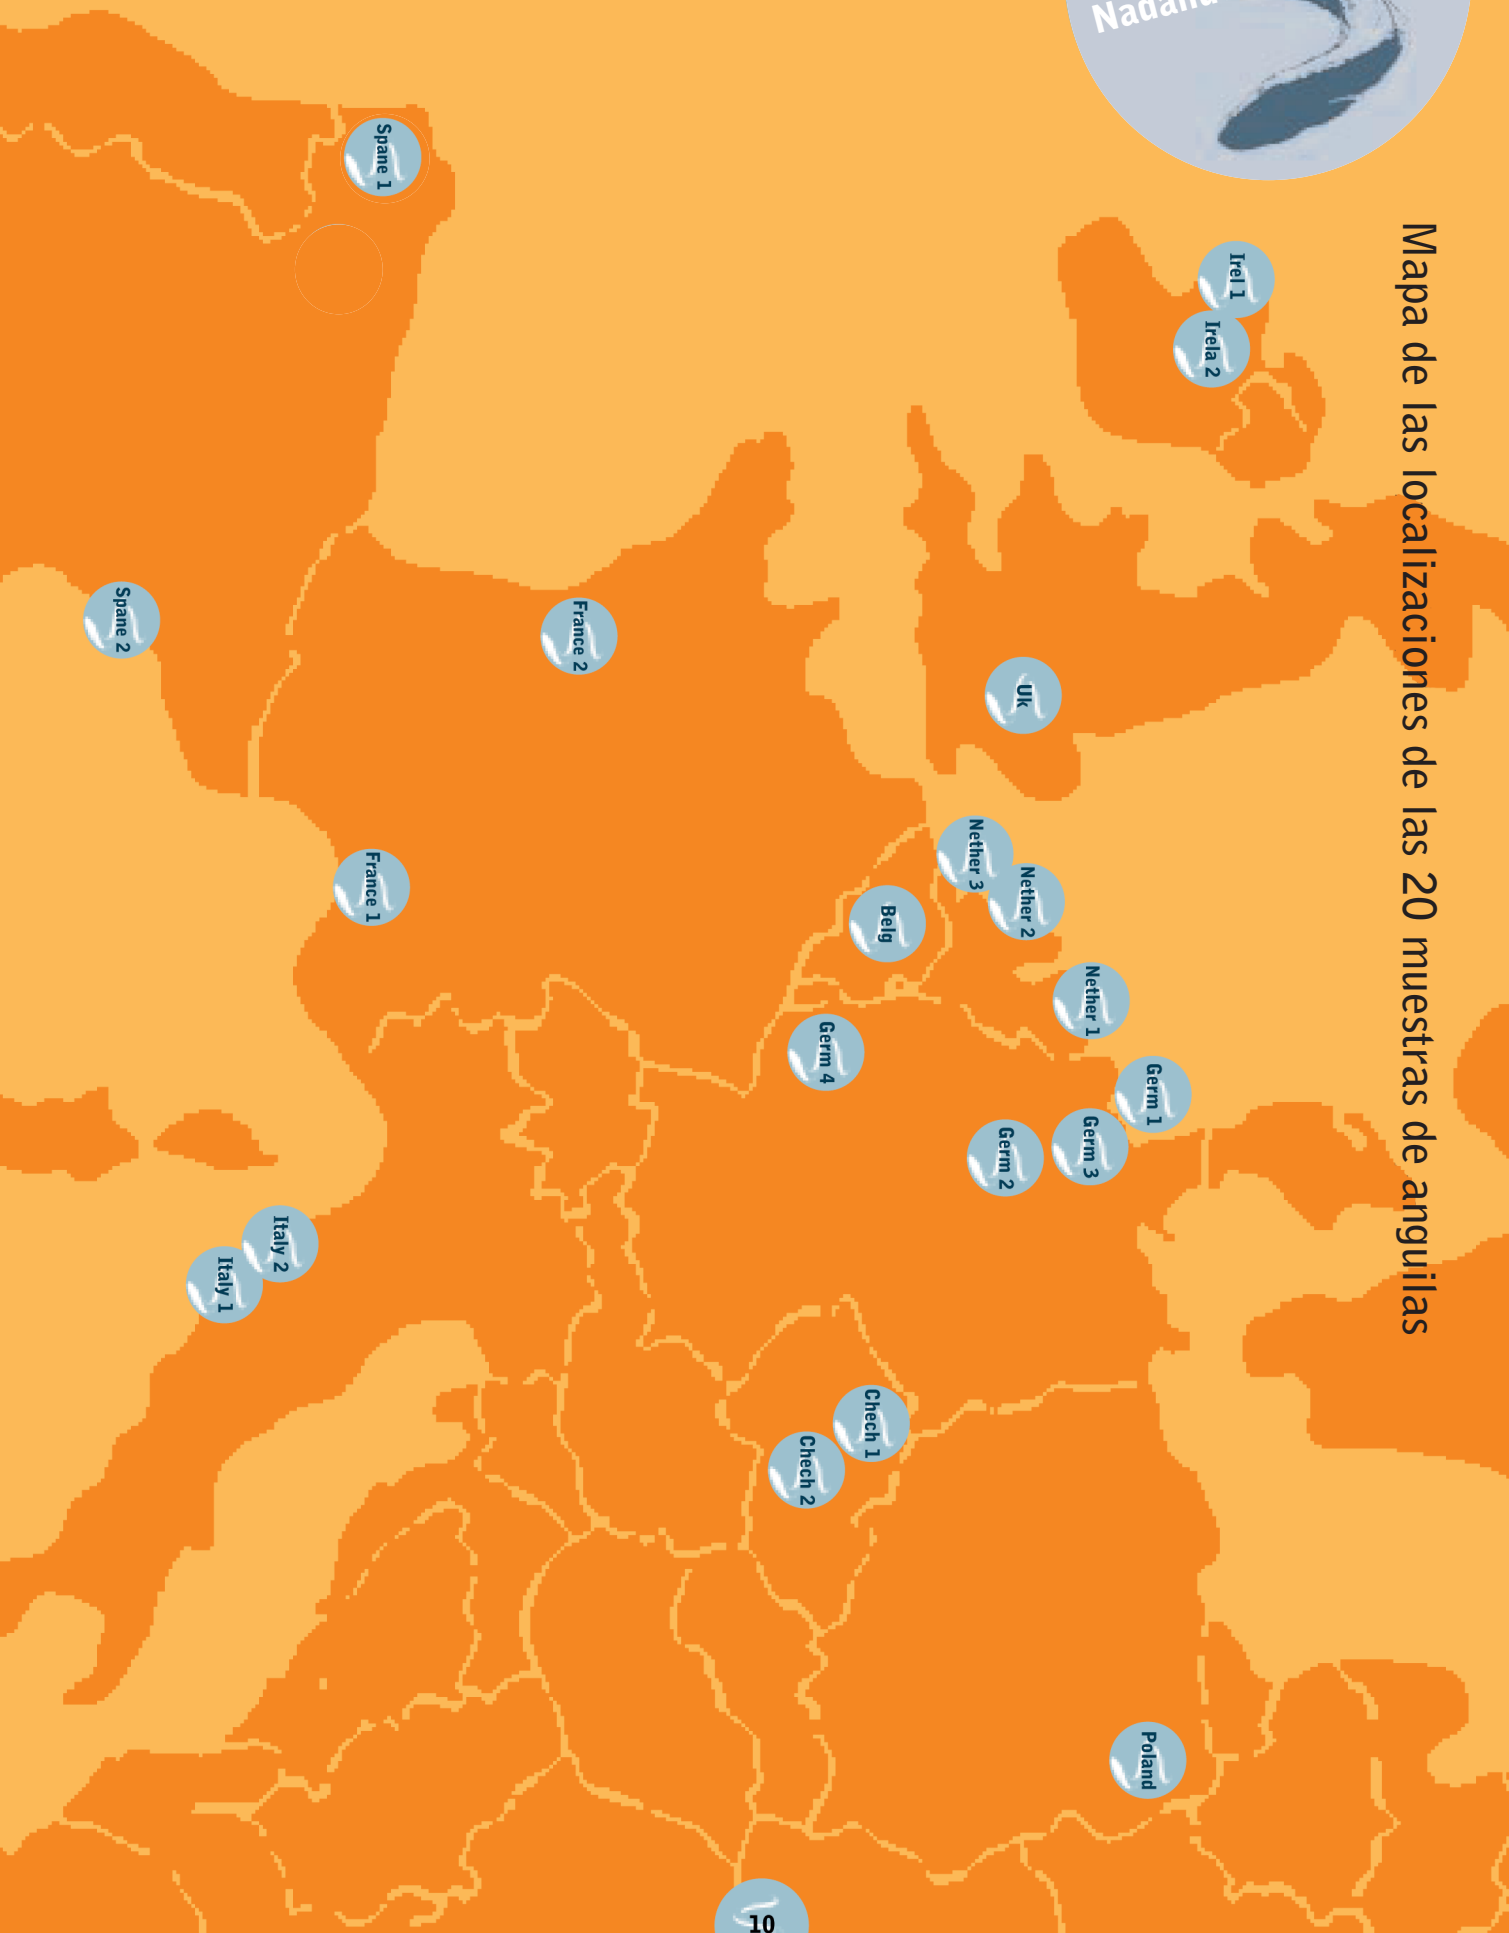 Nadand
Mapa de las localizaciones de las 20 muestras de anguilas
Irel 1
Irela 2
Uk
Nether 3
Nether 2
Nether 1
Belg
Germ 1
Germ 3
Germ 2
Germ 4
Poland
Chech 1
Chech 2
France 2
France 1
Spane 1
Spane 2
Italy 2
Italy 1
10